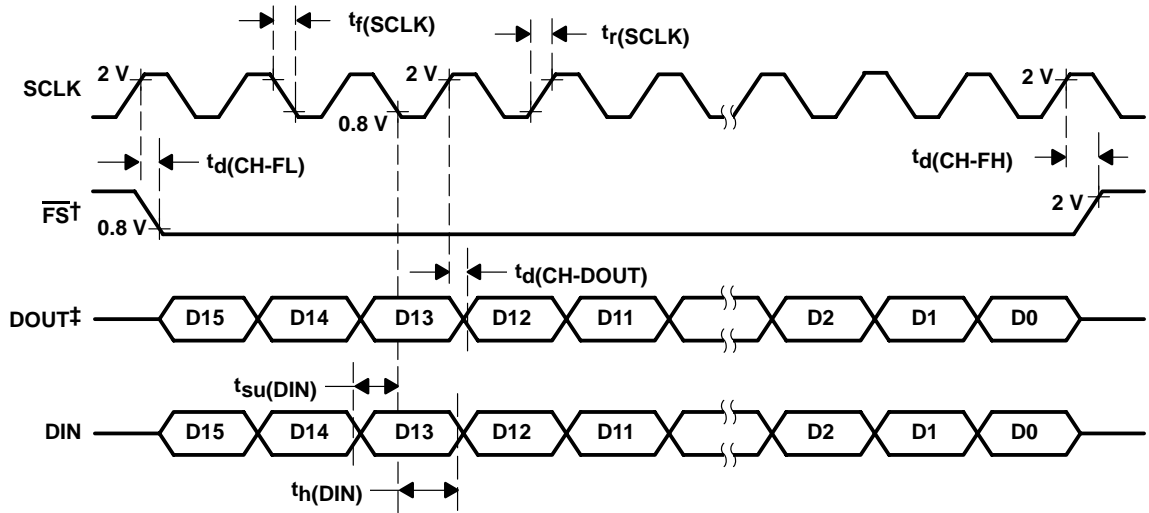 tf(SCLK)
tr(SCLK)
SCLK
2 V
2 V
2 V
0.8 V
td(CH-FL)
td(CH-FH)
FS†
0.8 V
2 V
td(CH-DOUT)
DOUT‡
D15 D14 D13 D12 D11 D2 D1 D0
tsu(DIN)
DIN
D15 D14 D13 D12 D11 D2 D1 D0
th(DIN)